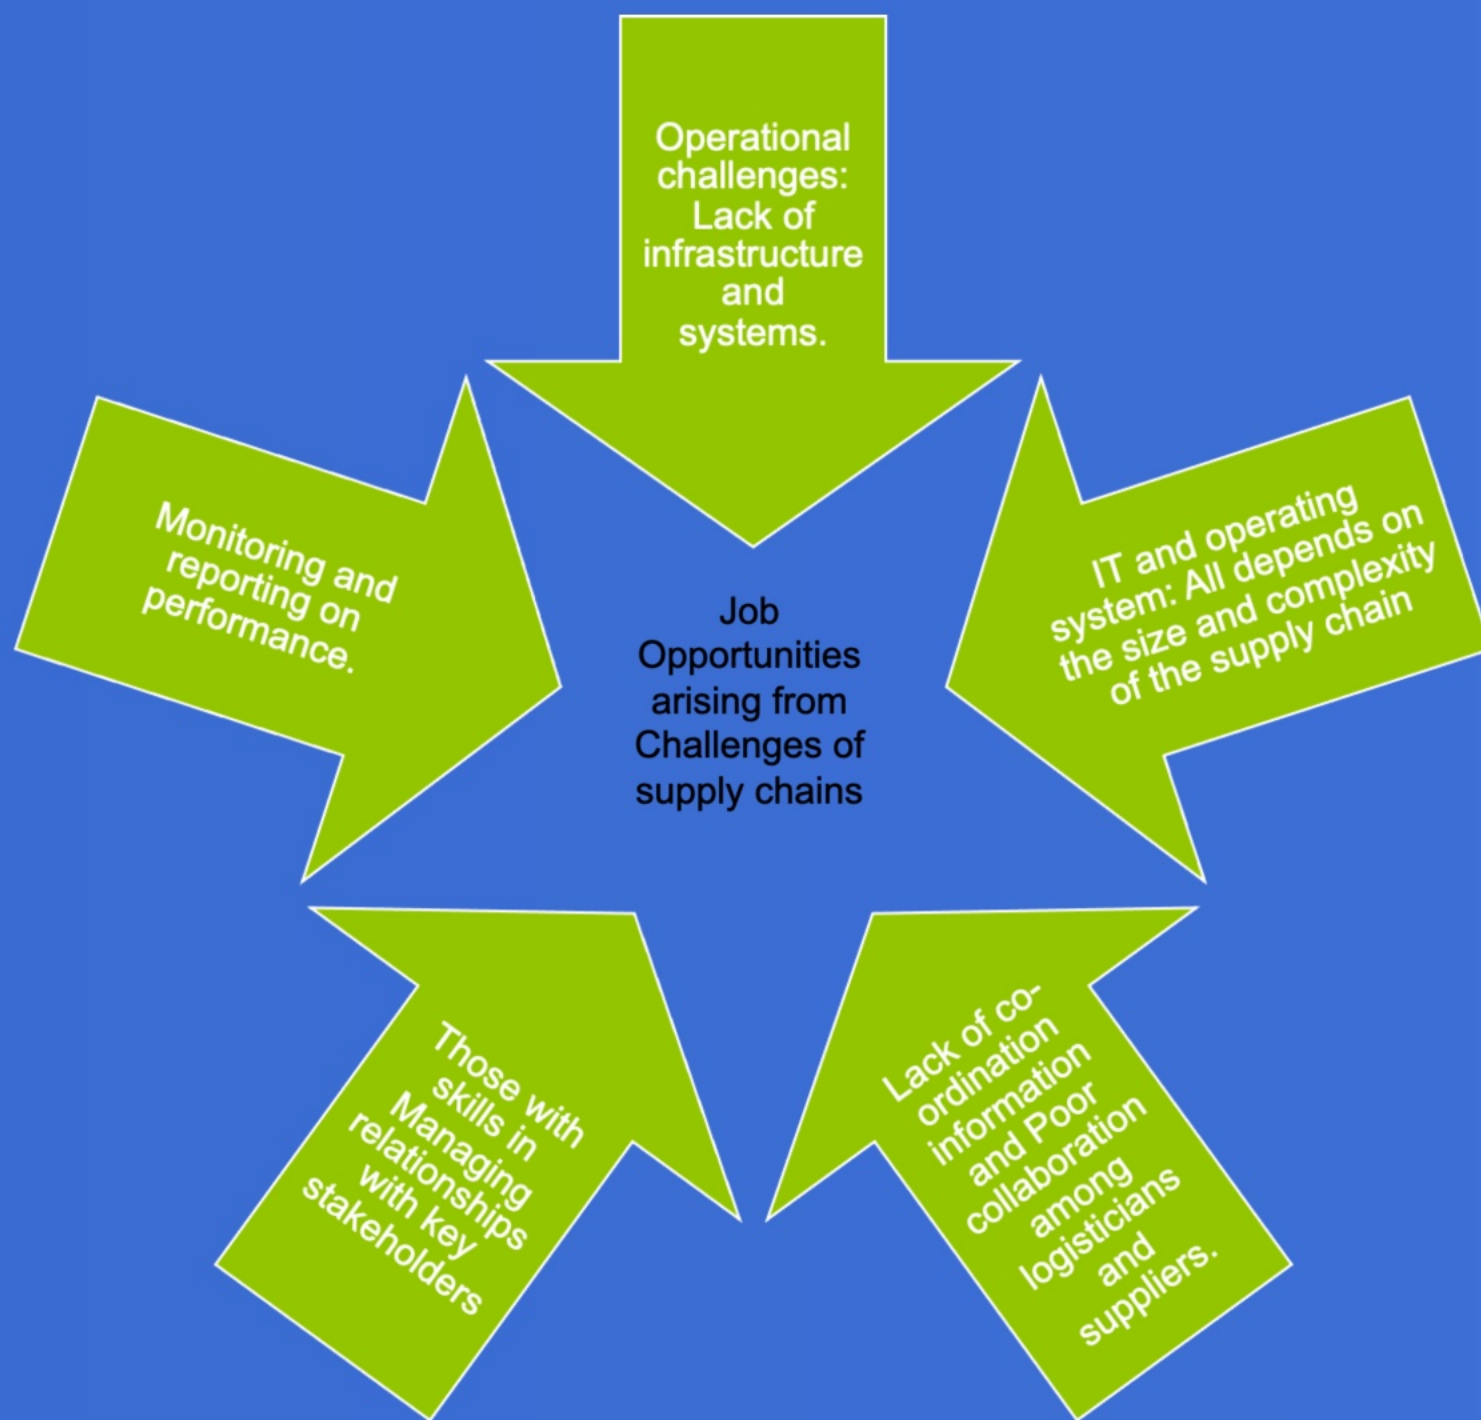 Operational
challenges:
Lack of
infrastructure
and
systems.
IT and operating
system: All depends on
the size and complexity
of the supply chain
Lack of co-
ordination
information
and Poor
collaboration
among
logisticians
and
suppliers.
Those with
skills in
Managing
relationships
with key
stakeholders
Monitoring and
reporting on
performance.
Job
Opportunities
arising from
Challenges of
supply chains